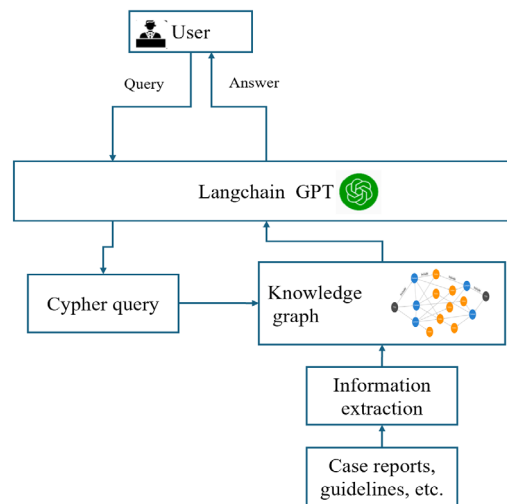 User
Query
Answer
Langchain GPT
Cypher query
Knowledge
graph
Information
extraction
Case reports,
guidelines, etc.